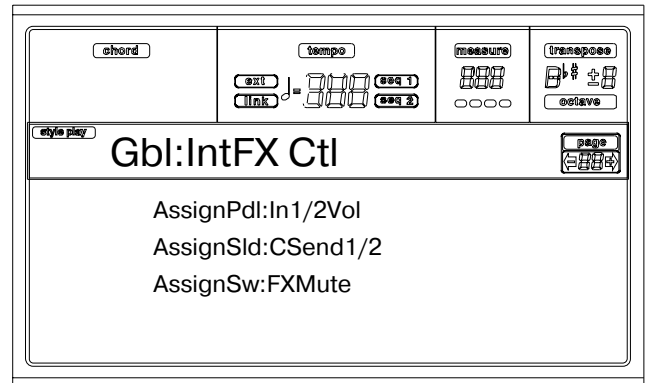 chord
tempo
measure
transpose
ext
link
seq 1
seq 2
octave
style play
Gbl:IntFX Ctl
page
AssignPdl:In1/2Vol
AssignSld:CSend1/2
AssignSw:FXMute